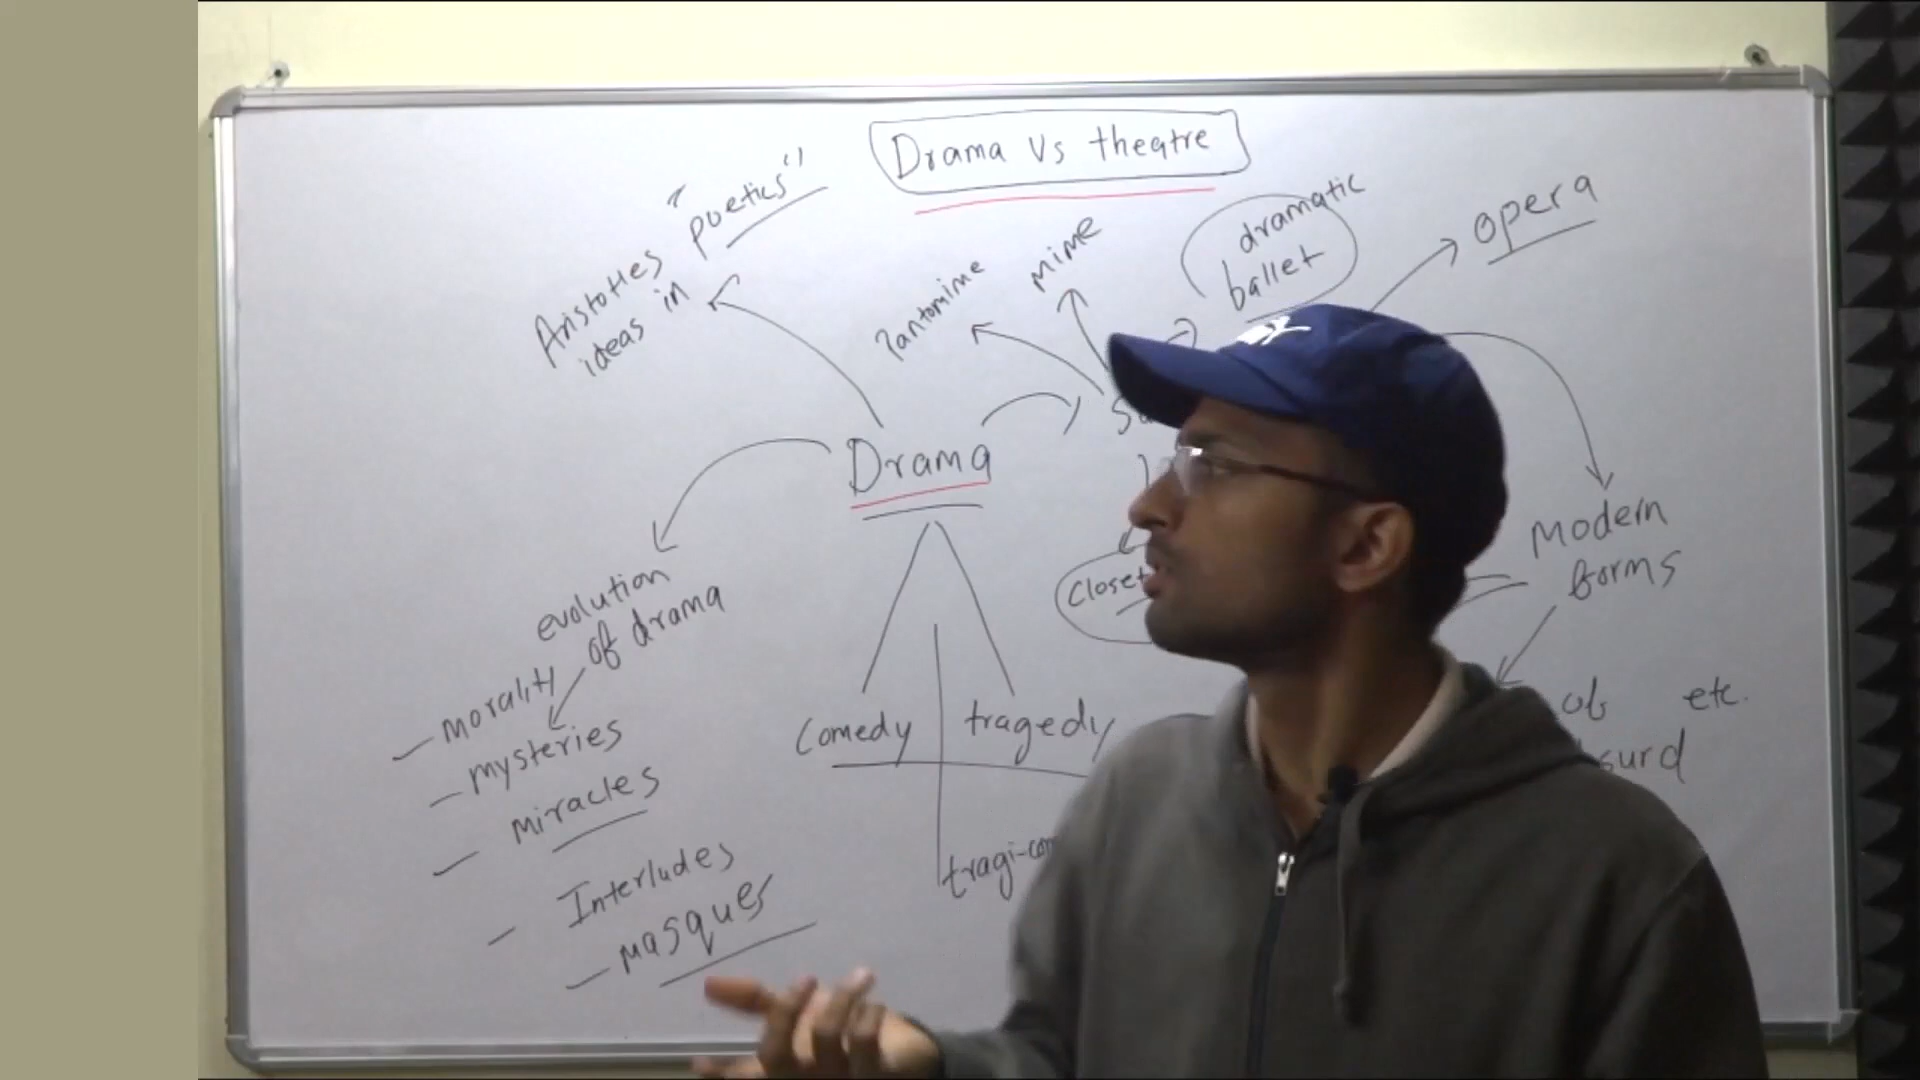 Drama Vs theatre
"poetics"
Aristotles
ideas in
Pantomime
mime
dramatic
ballet
opera
Drama
Modern
forms
Closet
evolution
of drama
– morality
– mysteries
– miracles
– Interludes
– masques
Comedy
tragedy
of etc.